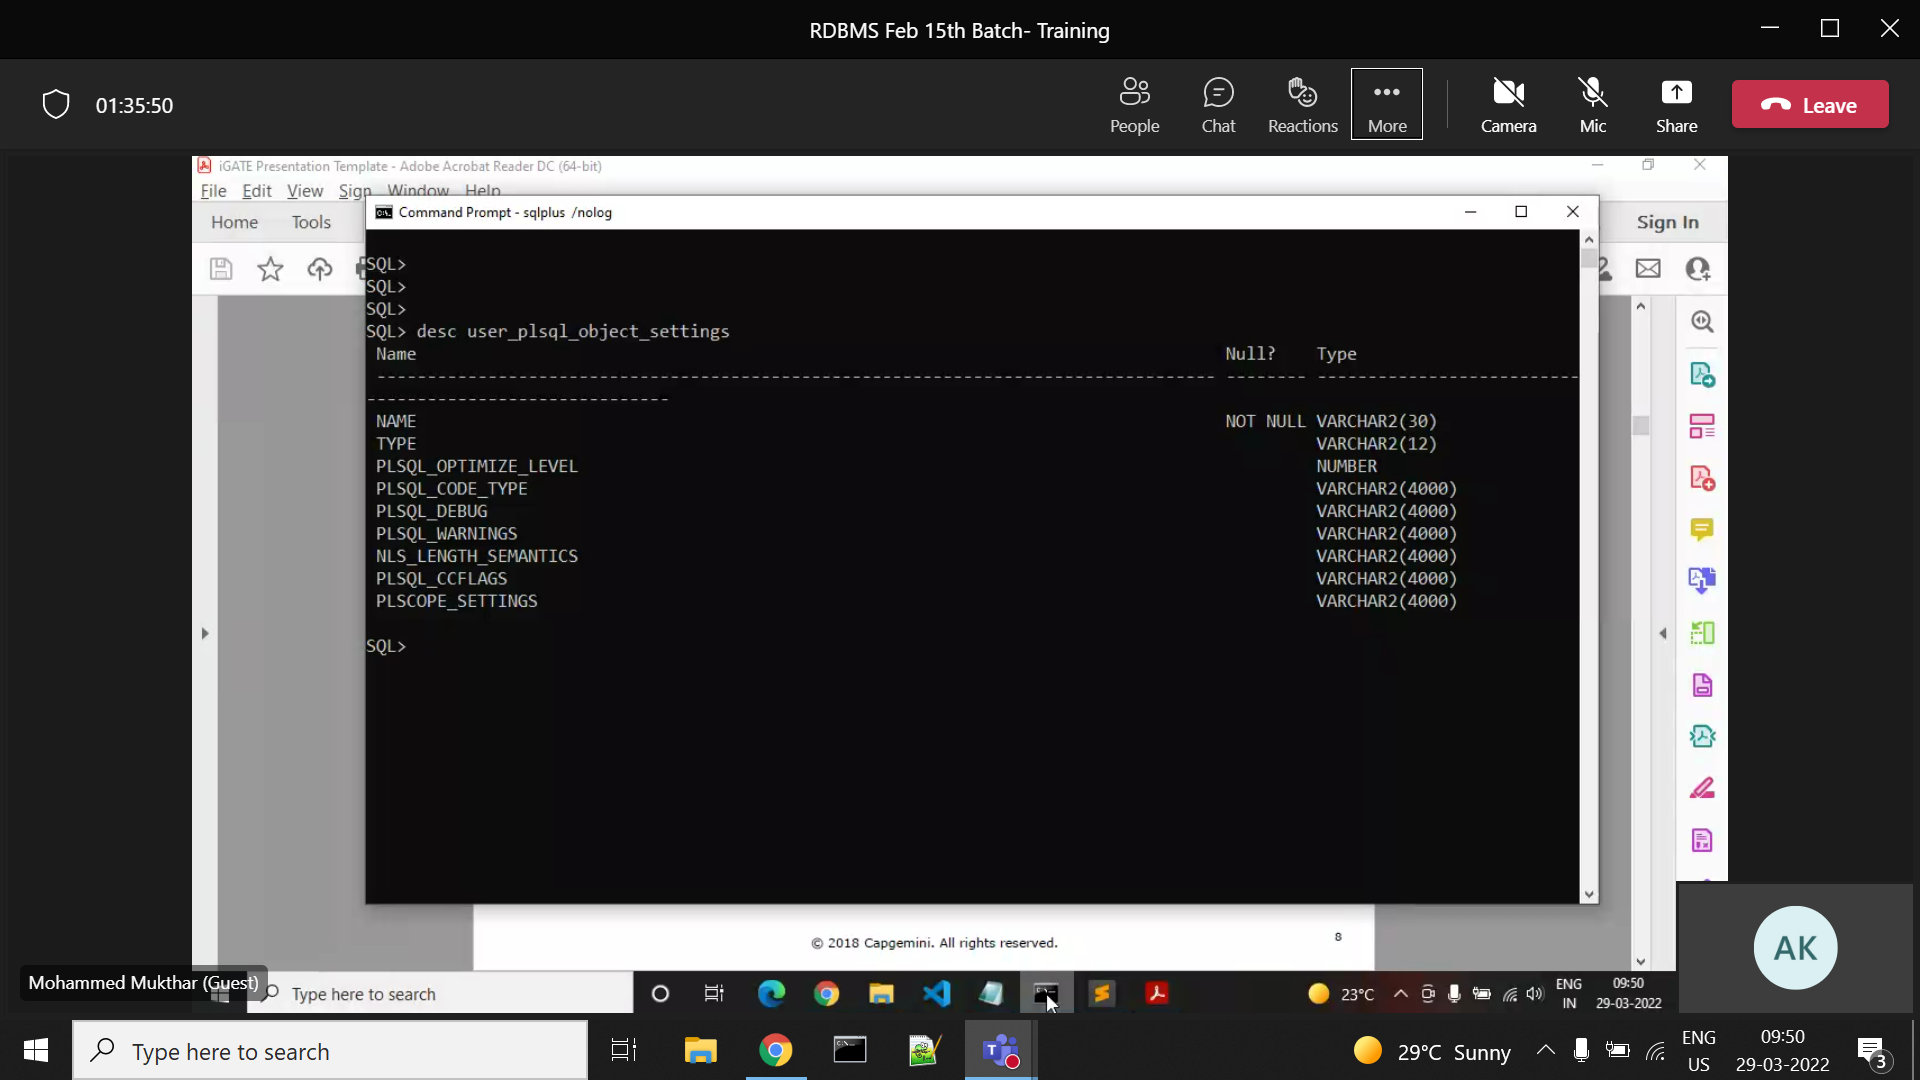 RDBMS Feb 15th Batch- Training
01:35:50
People
Chat
Reactions
More
Camera
Mic
Share
Leave
iGATE Presentation Template - Adobe Acrobat Reader DC (64-bit)
File Edit View Sign Window Help
Home Tools
Sign In
Command Prompt - sqlplus /nolog
SQL>
SQL>
SQL>
SQL> desc user_plsql_object_settings
Name Null? Type
NAME NOT NULL VARCHAR2(30)
TYPE VARCHAR2(12)
PLSQL_OPTIMIZE_LEVEL NUMBER
PLSQL_CODE_TYPE VARCHAR2(4000)
PLSQL_DEBUG VARCHAR2(4000)
PLSQL_WARNINGS VARCHAR2(4000)
NLS_LENGTH_SEMANTICS VARCHAR2(4000)
PLSQL_CCFLAGS VARCHAR2(4000)
PLSCOPE_SETTINGS VARCHAR2(4000)
SQL>
© 2018 Capgemini. All rights reserved.
8
AK
Mohammed Mukthar (Guest)
Type here to search
23°C
ENG
IN
09:50
29-03-2022
Type here to search
29°C Sunny
ENG
US
09:50
29-03-2022
3